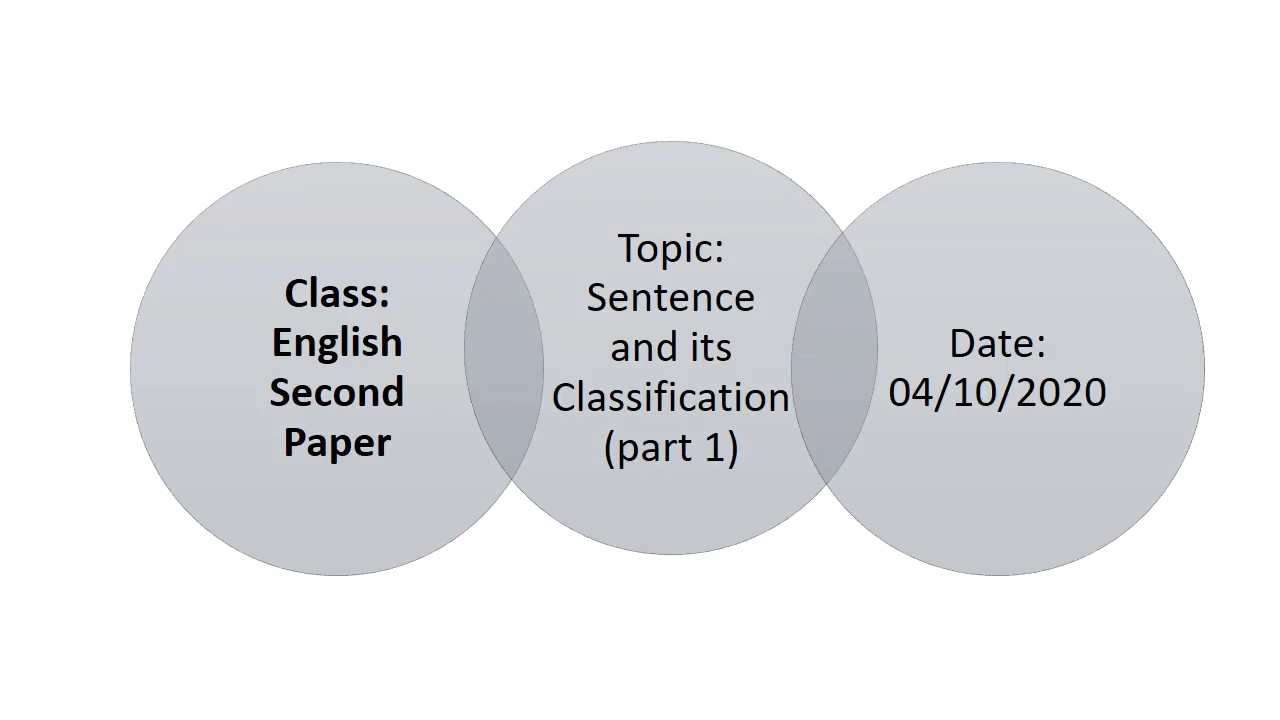 Class:
English
Second
Paper
Topic:
Sentence
and its
Classification
(part 1)
Date:
04/10/2020